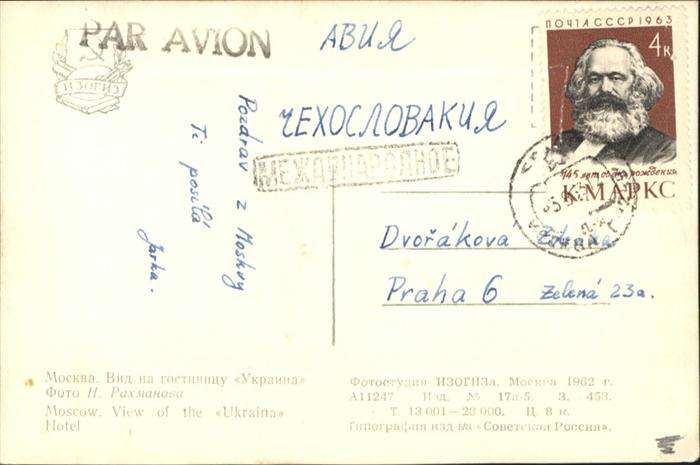 PAR AVION
АВИЯ
ПОЧТА СССР 1963
4к
145 лет со дня рождения
К. МАРКС
ИЗОГИЗ
ЧЕХОСЛОВАКИЯ
МЕЖДУНАРОДНОЕ
Pozdrav z Moskvy
Ti posílá
Jarka.
Dvořákova
Praha 6 Zelená 23a.
Москва. Вид на гостиницу «Украина»
Фото Н. Рахманова
Moscow. View of the «Ukraina»
Hotel
Фотостудия ИЗОГИЗа, Москва 1962 г.
А11247 Изд. № 17а-5. З. 453.
Т. 13 001—23 000. Ц. 8 к.
Типография изд-ва «Советская Россия».